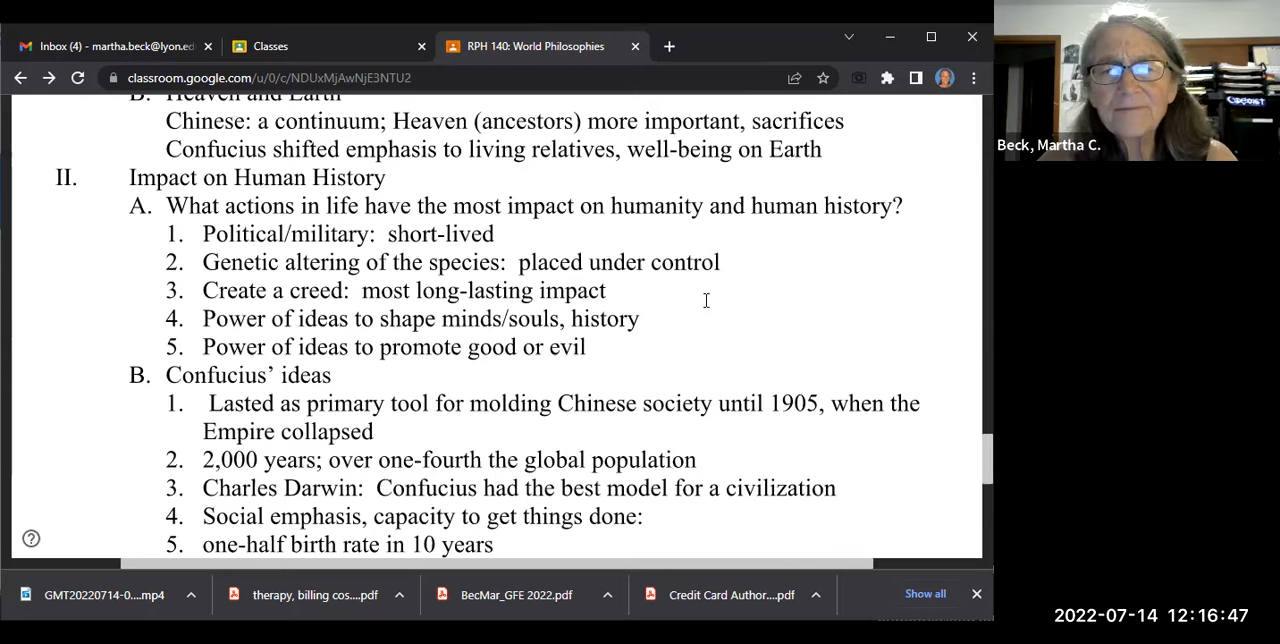 Inbox (4) - martha.beck@lyon.ed
Classes
RPH 140: World Philosophies
classroom.google.com/u/0/c/NDUxMjAwNjE3NTU2
B. Heaven and Earth
Chinese: a continuum; Heaven (ancestors) more important, sacrifices
Confucius shifted emphasis to living relatives, well-being on Earth
II. Impact on Human History
A. What actions in life have the most impact on humanity and human history?
1. Political/military: short-lived
2. Genetic altering of the species: placed under control
3. Create a creed: most long-lasting impact
4. Power of ideas to shape minds/souls, history
5. Power of ideas to promote good or evil
B. Confucius’ ideas
1. Lasted as primary tool for molding Chinese society until 1905, when the
Empire collapsed
2. 2,000 years; over one-fourth the global population
3. Charles Darwin: Confucius had the best model for a civilization
4. Social emphasis, capacity to get things done:
5. one-half birth rate in 10 years
GMT20220714-0....mp4
therapy, billing cos....pdf
BecMar_GFE 2022.pdf
Credit Card Author....pdf
Show all
Beck, Martha C.
2022-07-14 12:16:47